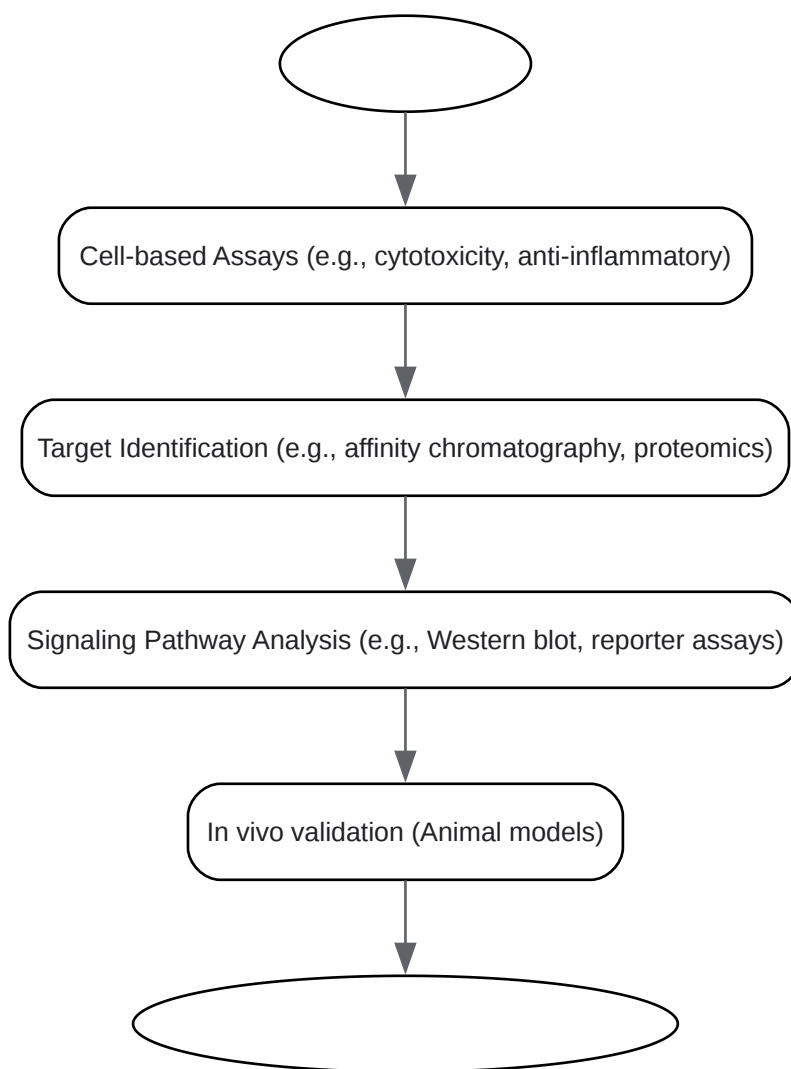 Cell-based Assays (e.g., cytotoxicity, anti-inflammatory)
Target Identification (e.g., affinity chromatography, proteomics)
Signaling Pathway Analysis (e.g., Western blot, reporter assays)
In vivo validation (Animal models)